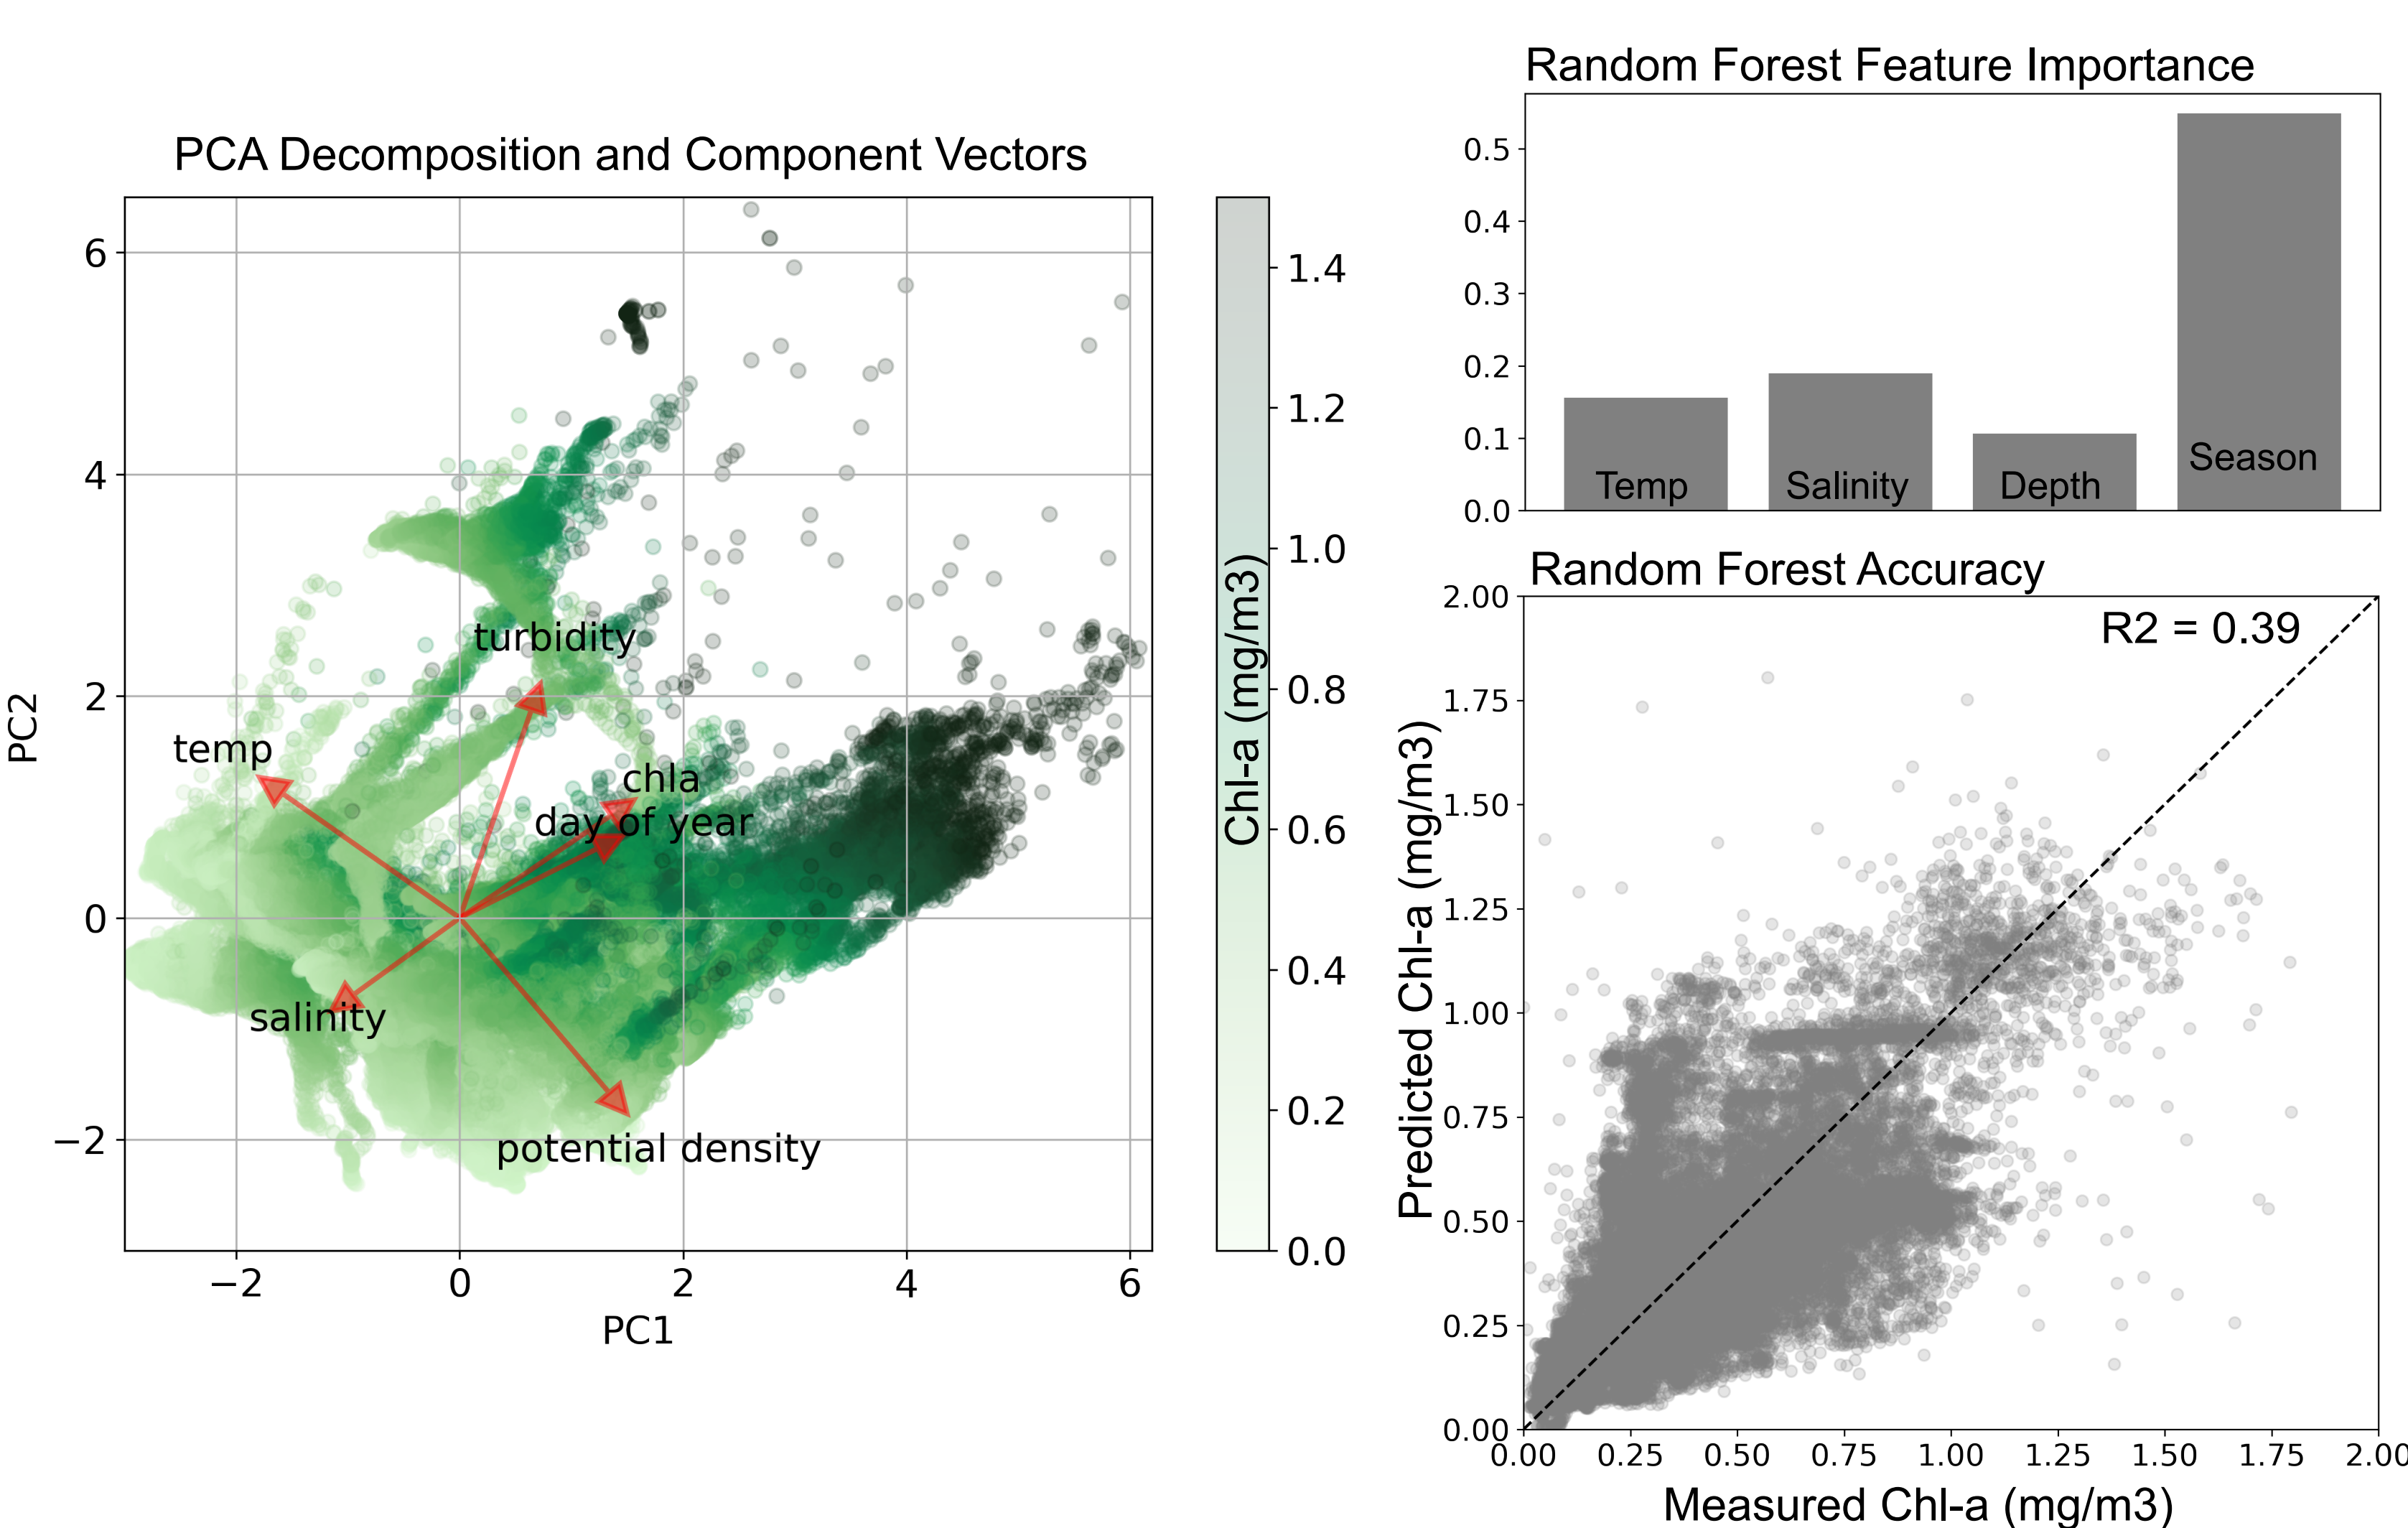 PCA Decomposition and Component Vectors
6
4
2
0
−2
PC2
turbidity
temp
chla
day of year
salinity
potential density
−2
0
2
4
6
PC1
1.4
1.2
1.0
0.8
0.6
0.4
0.2
0.0
Chl-a (mg/m3)
Random Forest Feature Importance
0.5
0.4
0.3
0.2
0.1
0.0
Temp
Salinity
Depth
Season
Random Forest Accuracy
R2 = 0.39
2.00
1.75
1.50
1.25
1.00
0.75
0.50
0.25
0.00
Predicted Chl-a (mg/m3)
0.00
0.25
0.50
0.75
1.00
1.25
1.50
1.75
2.00
Measured Chl-a (mg/m3)